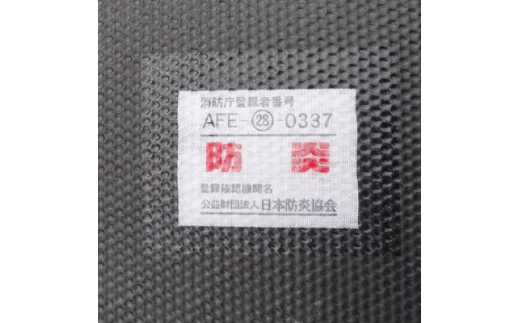 消防庁登録者番号
AFE-㉘-0337
防炎
登録確認機関名
公益財団法人日本防炎協会